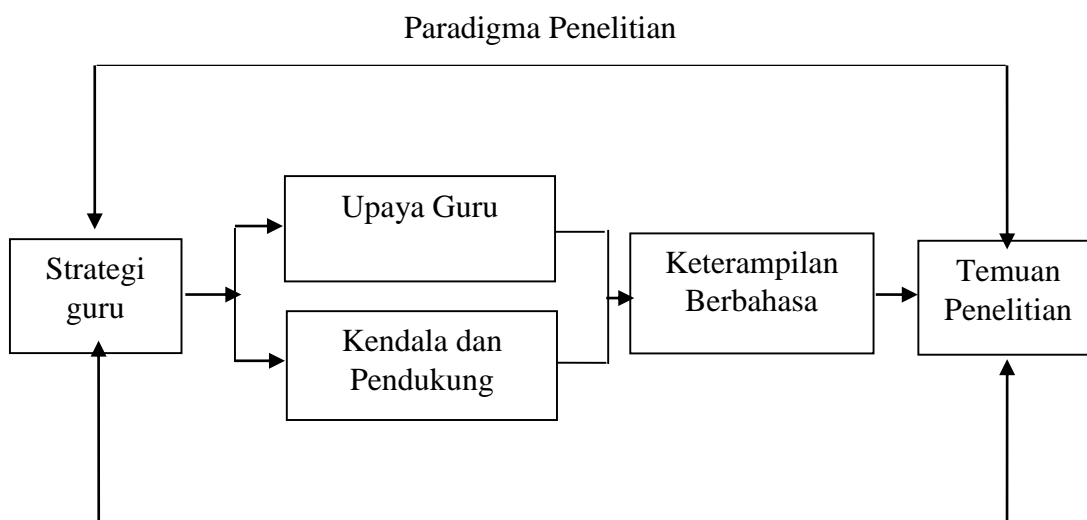 Paradigma Penelitian
Strategi
guru
Upaya Guru
Kendala dan
Pendukung
Keterampilan
Berbahasa
Temuan
Penelitian